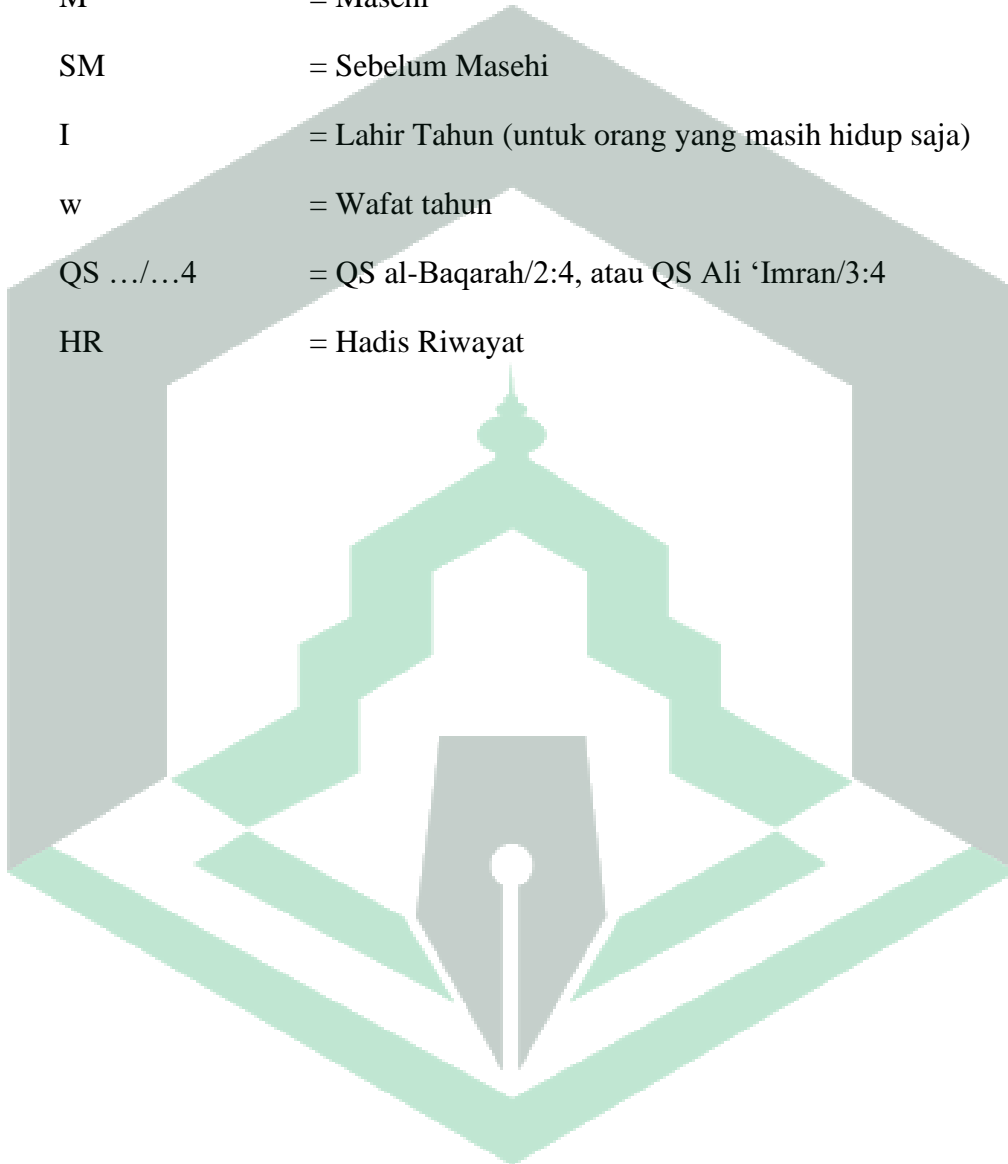 M = Masehi
SM = Sebelum Masehi
I = Lahir Tahun (untuk orang yang masih hidup saja)
w = Wafat tahun
QS …/…4 = QS al-Baqarah/2:4, atau QS Ali ‘Imran/3:4
HR = Hadis Riwayat